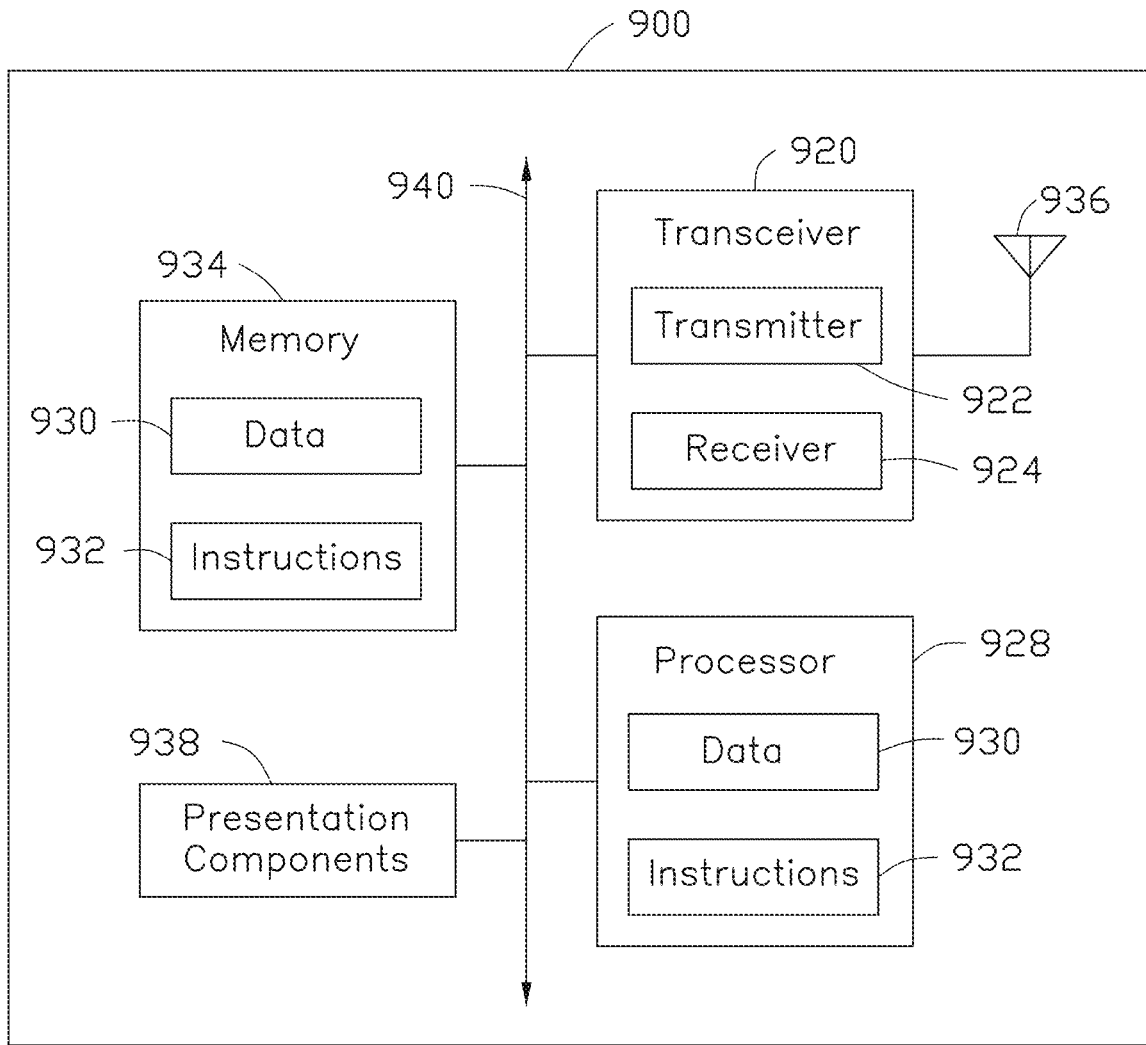 900
940
920
Transceiver
936
934
Memory
Transmitter
922
930
Data
Receiver
924
932
Instructions
Processor
928
938
Data
930
Presentation
Components
Instructions
932